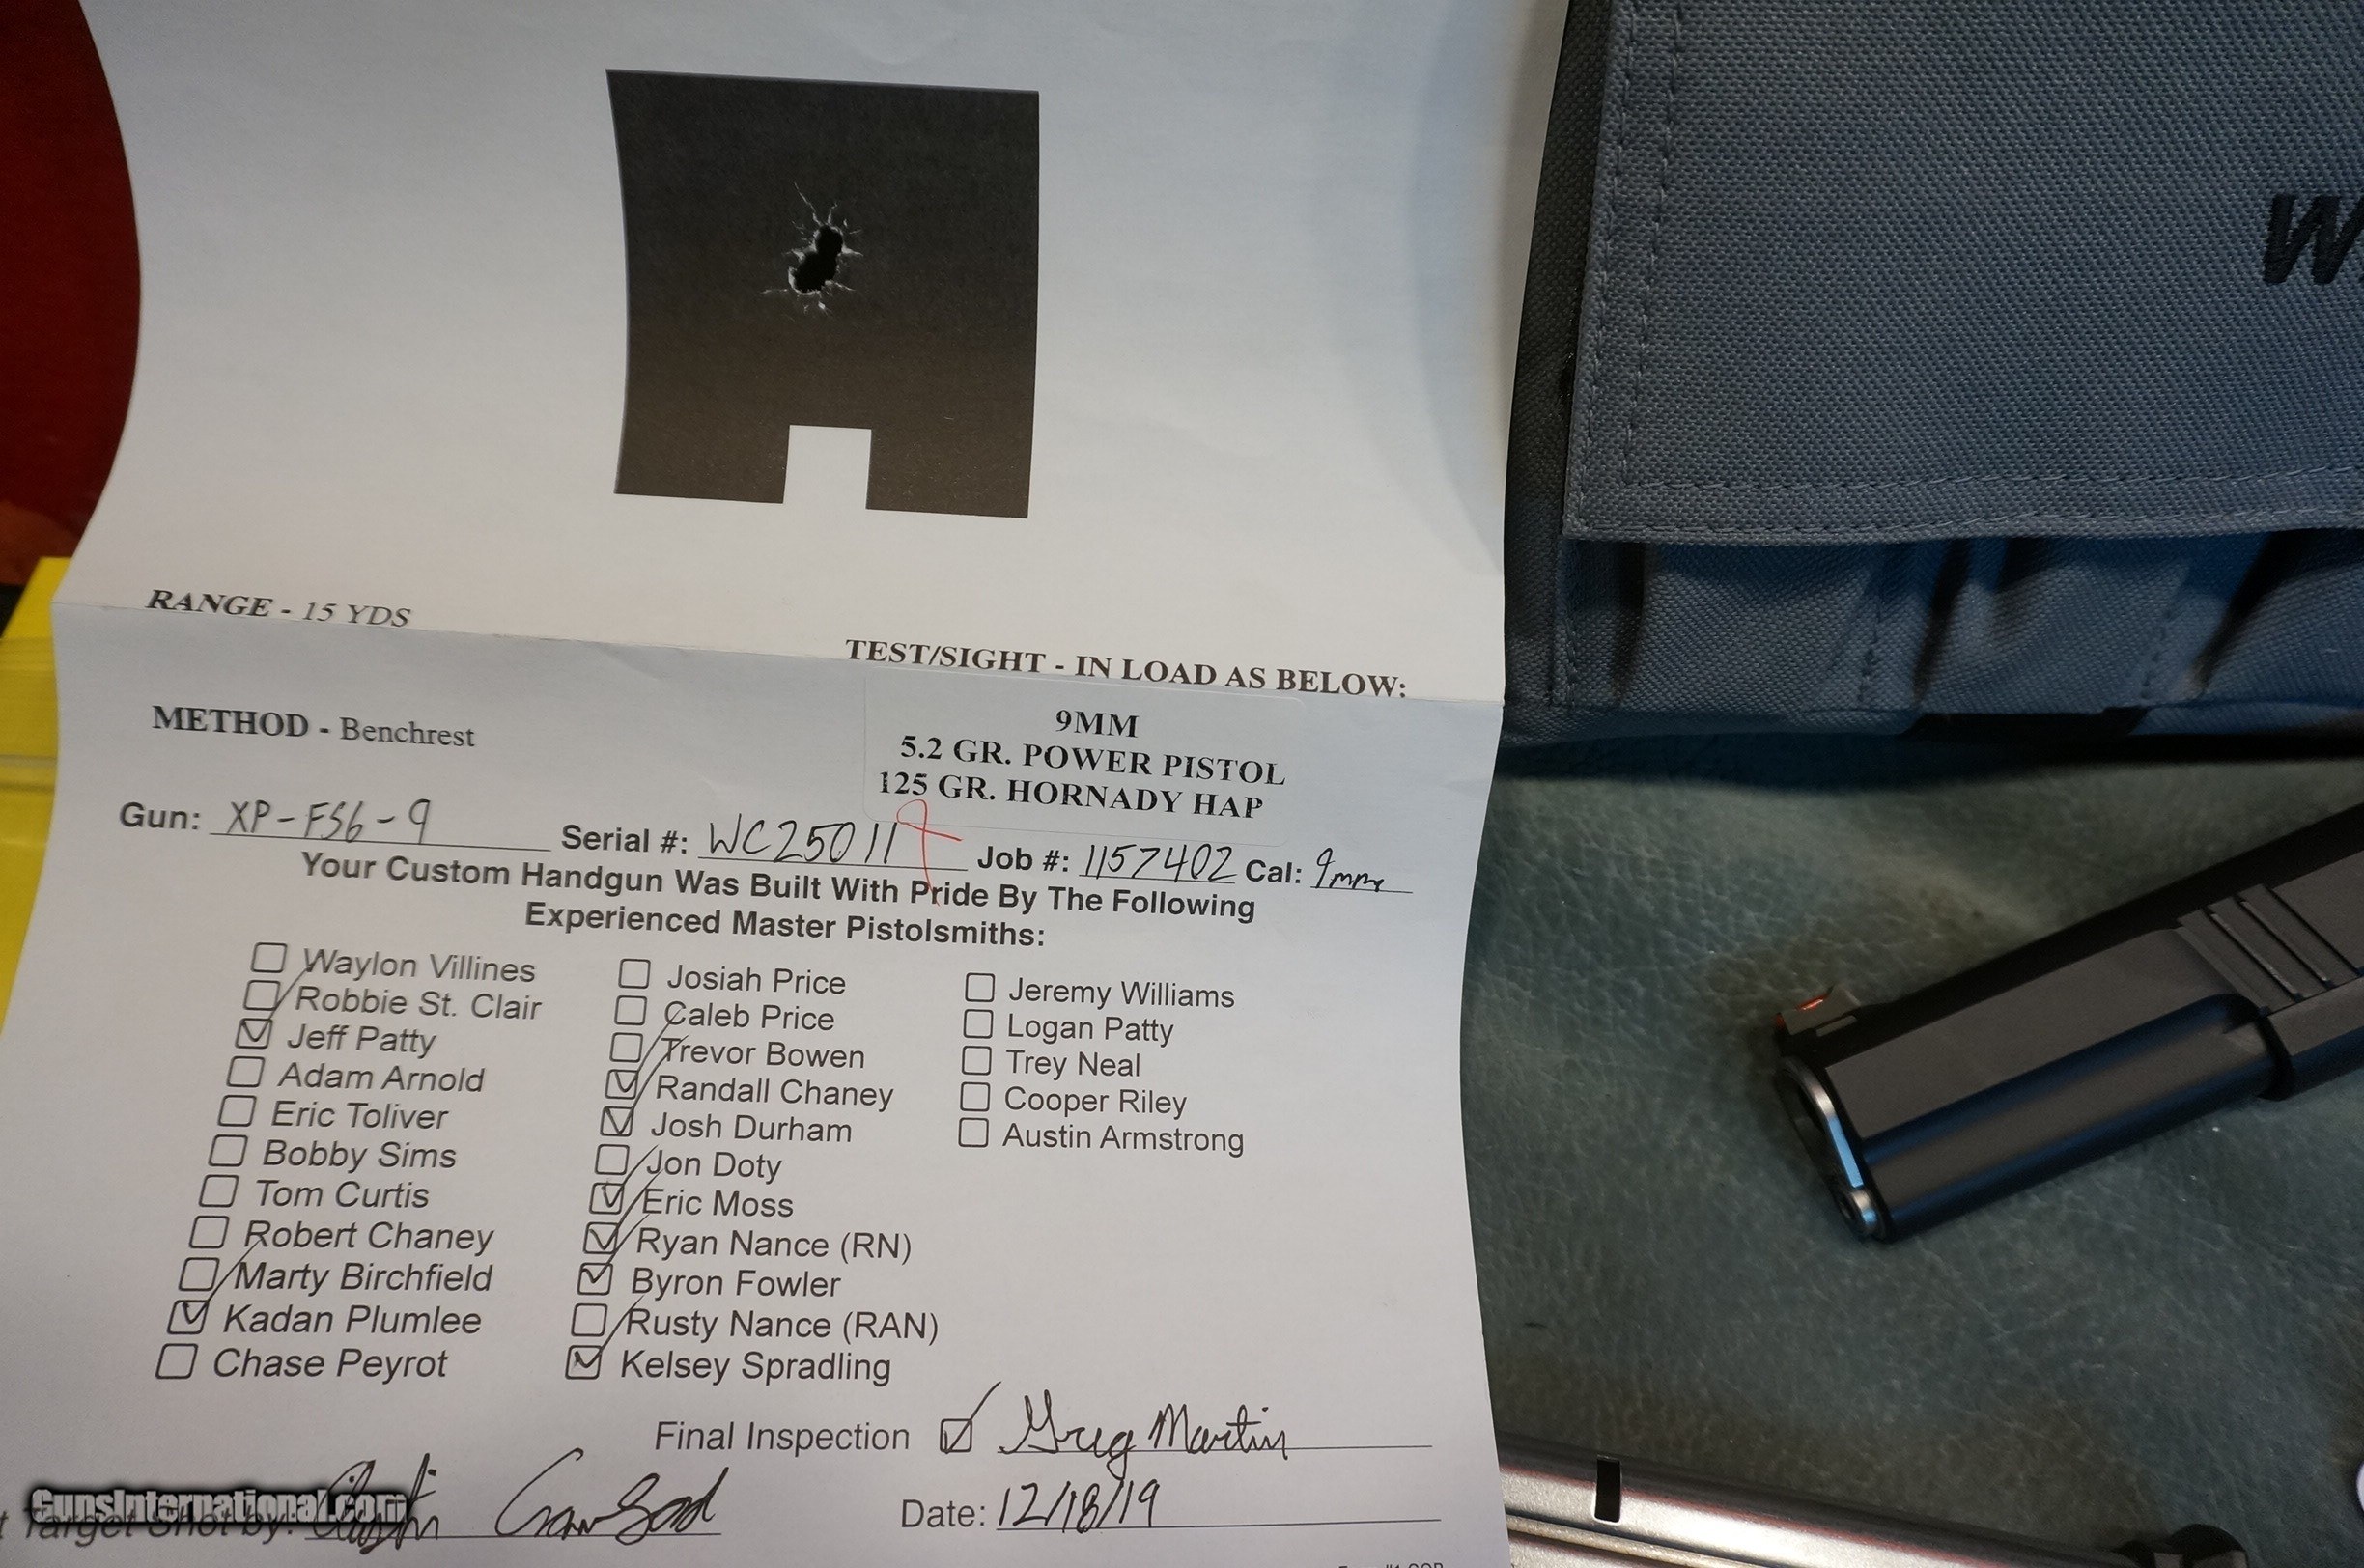 W
RANGE - 15 YDS
TEST/SIGHT - IN LOAD AS BELOW:
METHOD - Benchrest
9MM
5.2 GR. POWER PISTOL
125 GR. HORNADY HAP
Gun: XP-FS6-9 Serial #: WC25011 Job #: 1157402 Cal: 9mm
Your Custom Handgun Was Built With Pride By The Following
Experienced Master Pistolsmiths:
Waylon Villines
Robbie St. Clair
Jeff Patty
Adam Arnold
Eric Toliver
Bobby Sims
Tom Curtis
Robert Chaney
Marty Birchfield
Kadan Plumlee
Chase Peyrot
Josiah Price
Caleb Price
Trevor Bowen
Randall Chaney
Josh Durham
Jon Doty
Eric Moss
Ryan Nance (RN)
Byron Fowler
Rusty Nance (RAN)
Kelsey Spradling
Jeremy Williams
Logan Patty
Trey Neal
Cooper Riley
Austin Armstrong
Final Inspection Greg Martin
Target Shot by:
Date: 12/18/19
GunsInternational.com